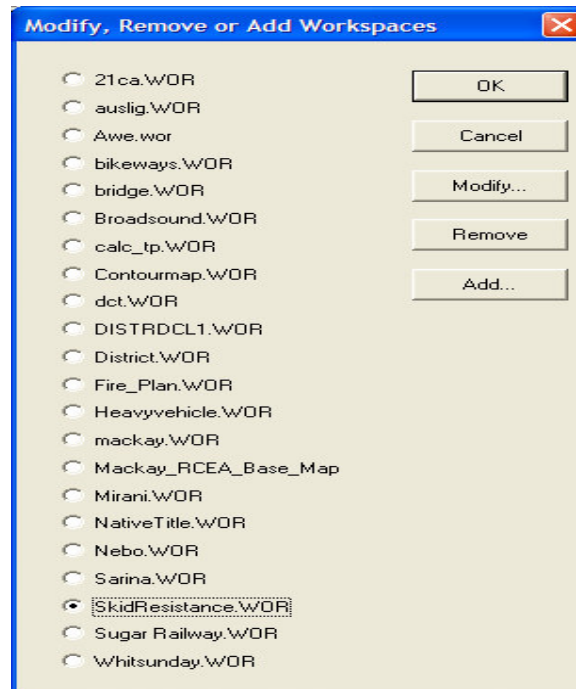 Modify, Remove or Add Workspaces
21ca.WOR
auslig.WOR
Awe.wor
bikeways.WOR
bridge.WOR
Broadsound.WOR
calc_tp.WOR
Contourmap.WOR
dct.WOR
DISTRDCL1.WOR
District.WOR
Fire_Plan.WOR
Heavyvehicle.WOR
mackay.WOR
Mackay_RCEA_Base_Map
Mirani.WOR
NativeTitle.WOR
Nebo.WOR
Sarina.WOR
SkidResistance.WOR
Sugar Railway.WOR
Whitsunday.WOR
OK
Cancel
Modify...
Remove
Add...